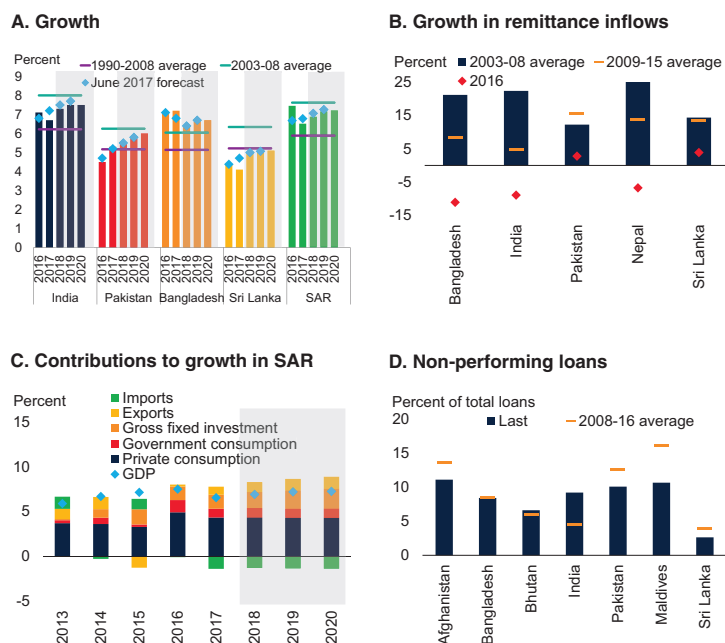 A. Growth
Percent
1990-2008 average
2003-08 average
June 2017 forecast
9
8
7
6
5
4
3
2
1
0
2016
2017
2018
2019
2020
2016
2017
2018
2019
2020
2016
2017
2018
2019
2020
2016
2017
2018
2019
2020
2016
2017
2018
2019
2020
India
Pakistan
Bangladesh
Sri Lanka
SAR
B. Growth in remittance inflows
Percent
2003-08 average
2009-15 average
2016
25
15
5
-5
-15
Bangladesh
India
Pakistan
Nepal
Sri Lanka
C. Contributions to growth in SAR
Percent
Imports
Exports
Gross fixed investment
Government consumption
Private consumption
GDP
15
10
5
0
-5
2013
2014
2015
2016
2017
2018
2019
2020
D. Non-performing loans
Percent of total loans
Last
2008-16 average
20
15
10
5
0
Afghanistan
Bangladesh
Bhutan
India
Pakistan
Maldives
Sri Lanka